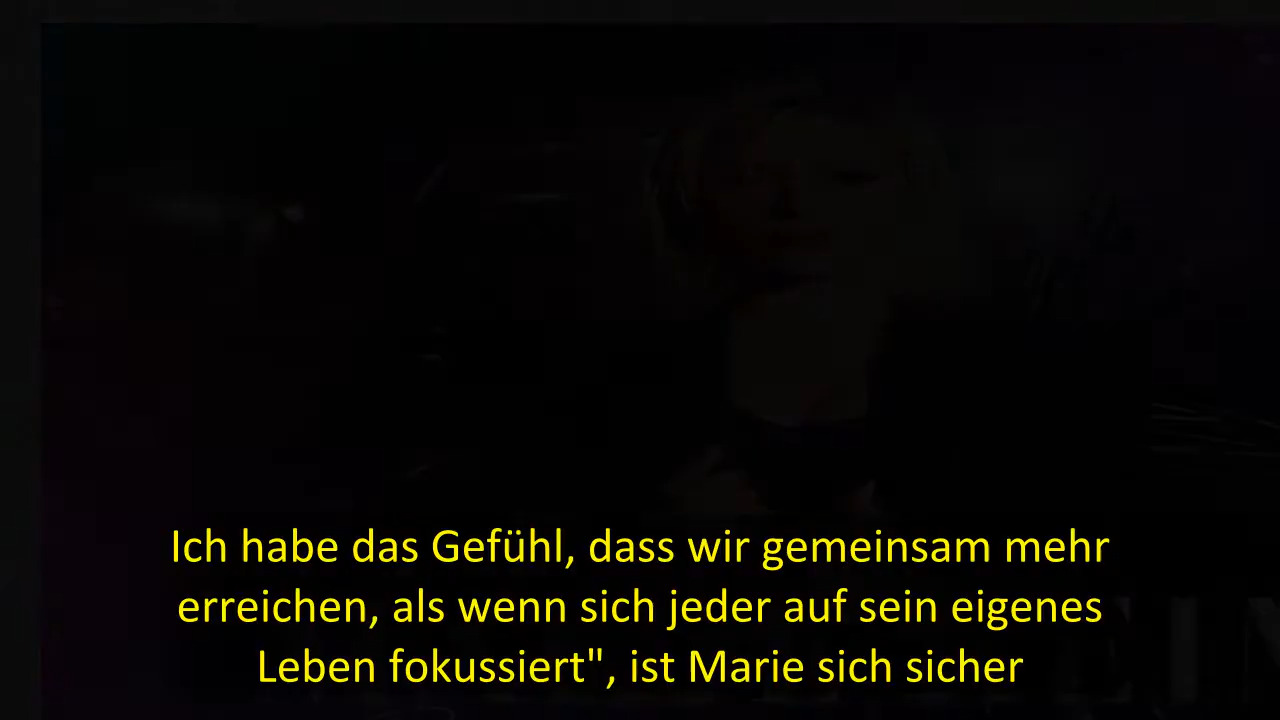 Ich habe das Gefühl, dass wir gemeinsam mehr
erreichen, als wenn sich jeder auf sein eigenes
Leben fokussiert", ist Marie sich sicher